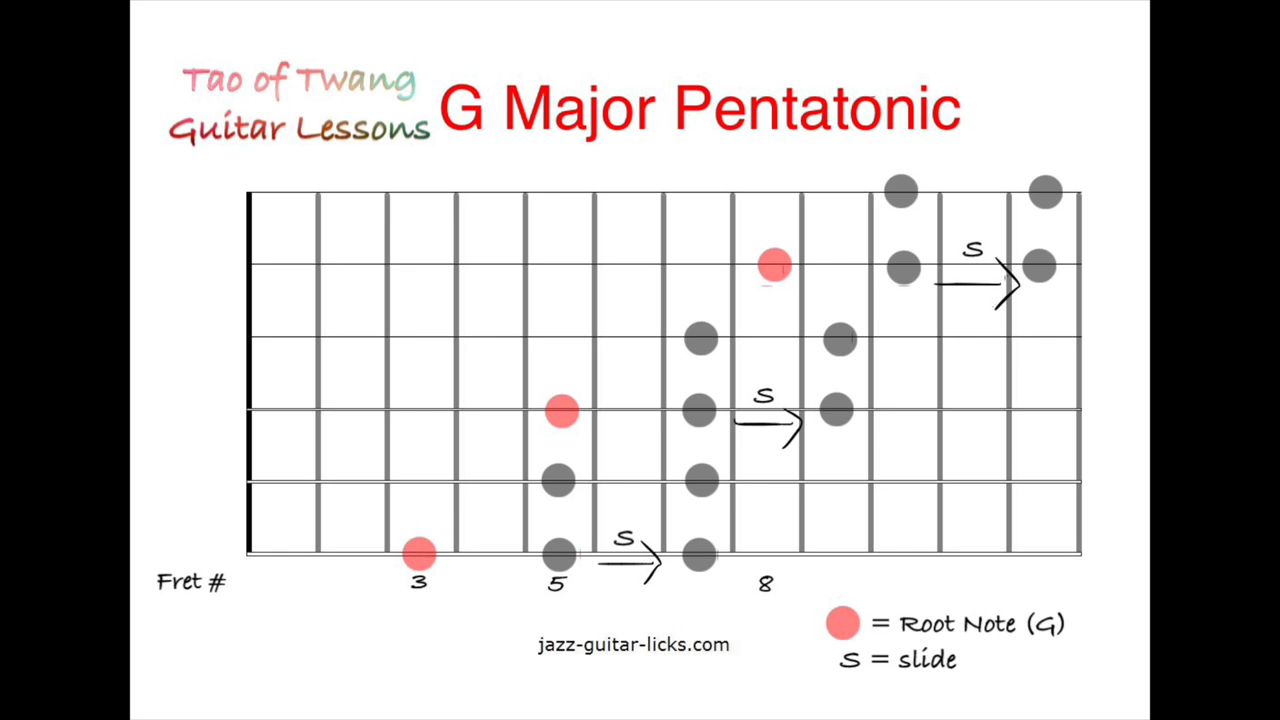 Tao of Twang
Guitar Lessons
G Major Pentatonic
S
S
S
Fret # 3 5 8
= Root Note (G)
S = slide
jazz-guitar-licks.com